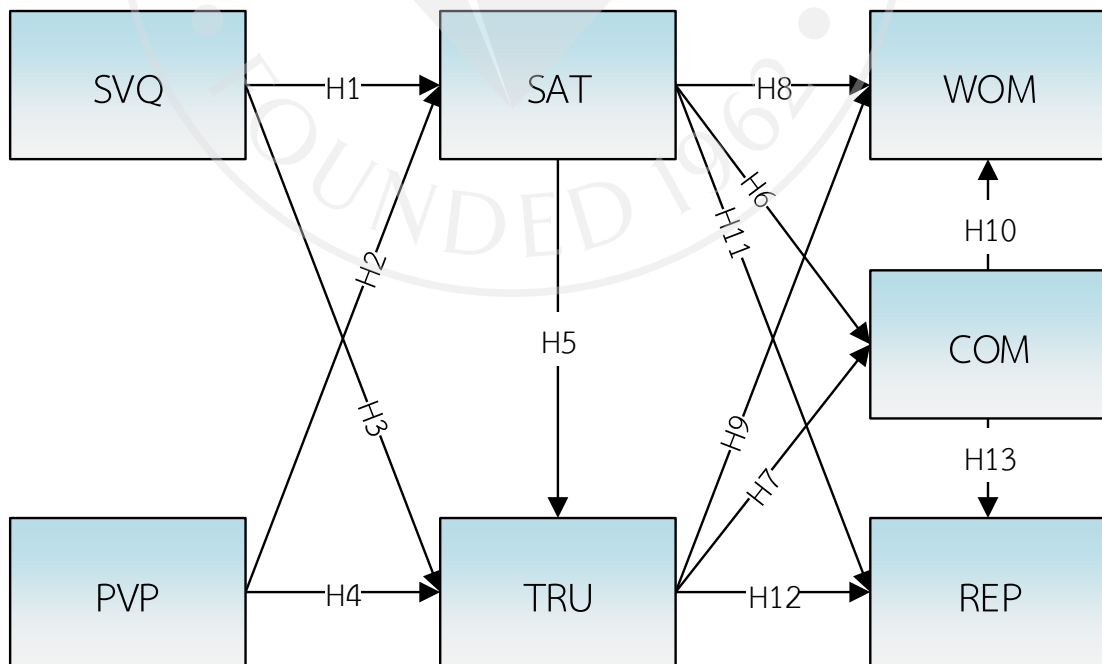 SVQ
H1
SAT
H8
WOM
H6
H11
H10
H2
H5
COM
H3
H9
H7
H13
PVP
H4
TRU
H12
REP
FOUNDED 1962